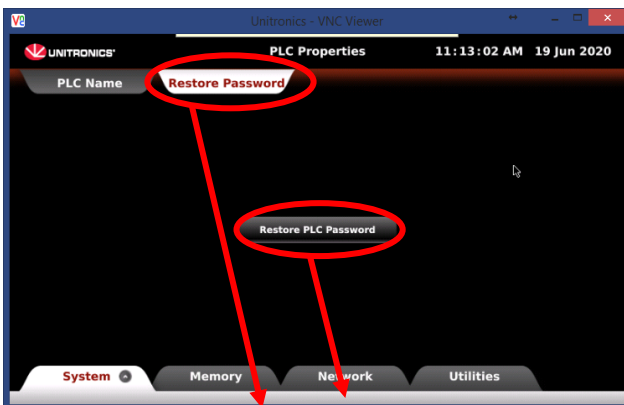 V2 Unitronics - VNC Viewer
UNITRONICS PLC Properties 11:13:02 AM 19 Jun 2020
PLC Name Restore Password
Restore PLC Password
System Memory Network Utilities